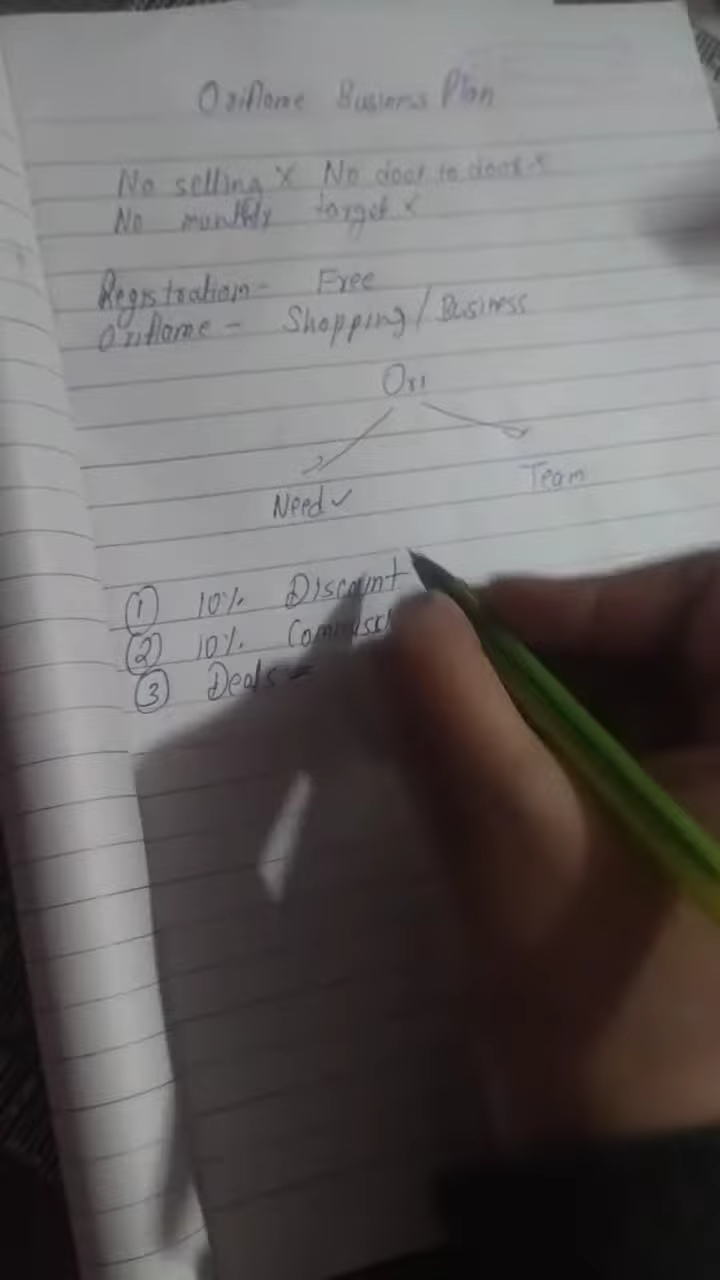 Oriflame Business Plan
No selling x No door to door x
No monthly target x
Registration - Free
Oriflame - Shopping / Business
Ori
Need ✓ Team
① 10% Discount
② 10%
③ Deals =